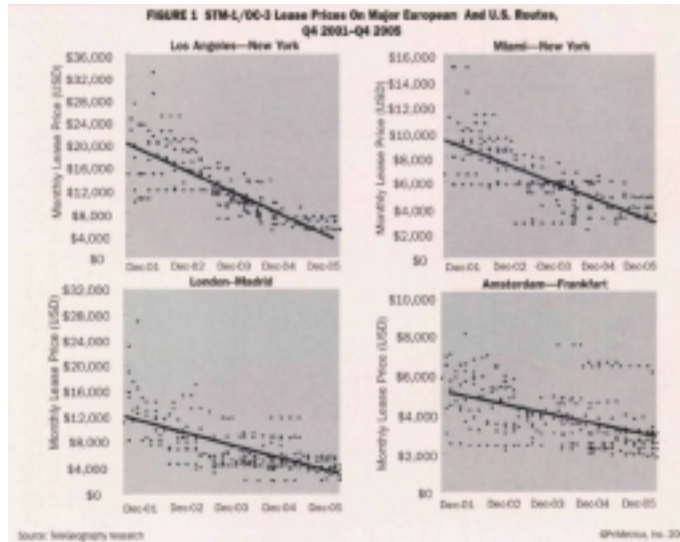 FIGURE 1 STM-1/OC-3 Lease Prices On Major European And U.S. Routes,
Q4 2001–Q4 2005
Los Angeles—New York
Monthly Lease Price (USD)
$36,000
$32,000
$28,000
$24,000
$20,000
$16,000
$12,000
$8,000
$4,000
$0
Dec-01 Dec-02 Dec-03 Dec-04 Dec-05
Miami—New York
Monthly Lease Price (USD)
$16,000
$14,000
$12,000
$10,000
$8,000
$6,000
$4,000
$2,000
$0
Dec-01 Dec-02 Dec-03 Dec-04 Dec-05
London–Madrid
Monthly Lease Price (USD)
$32,000
$28,000
$24,000
$20,000
$16,000
$12,000
$8,000
$4,000
$0
Dec-01 Dec-02 Dec-03 Dec-04 Dec-05
Amsterdam—Frankfurt
Monthly Lease Price (USD)
$10,000
$8,000
$6,000
$4,000
$2,000
$0
Dec-01 Dec-02 Dec-03 Dec-04 Dec-05
Source: TeleGeography research
©PriMetrica, Inc. 20